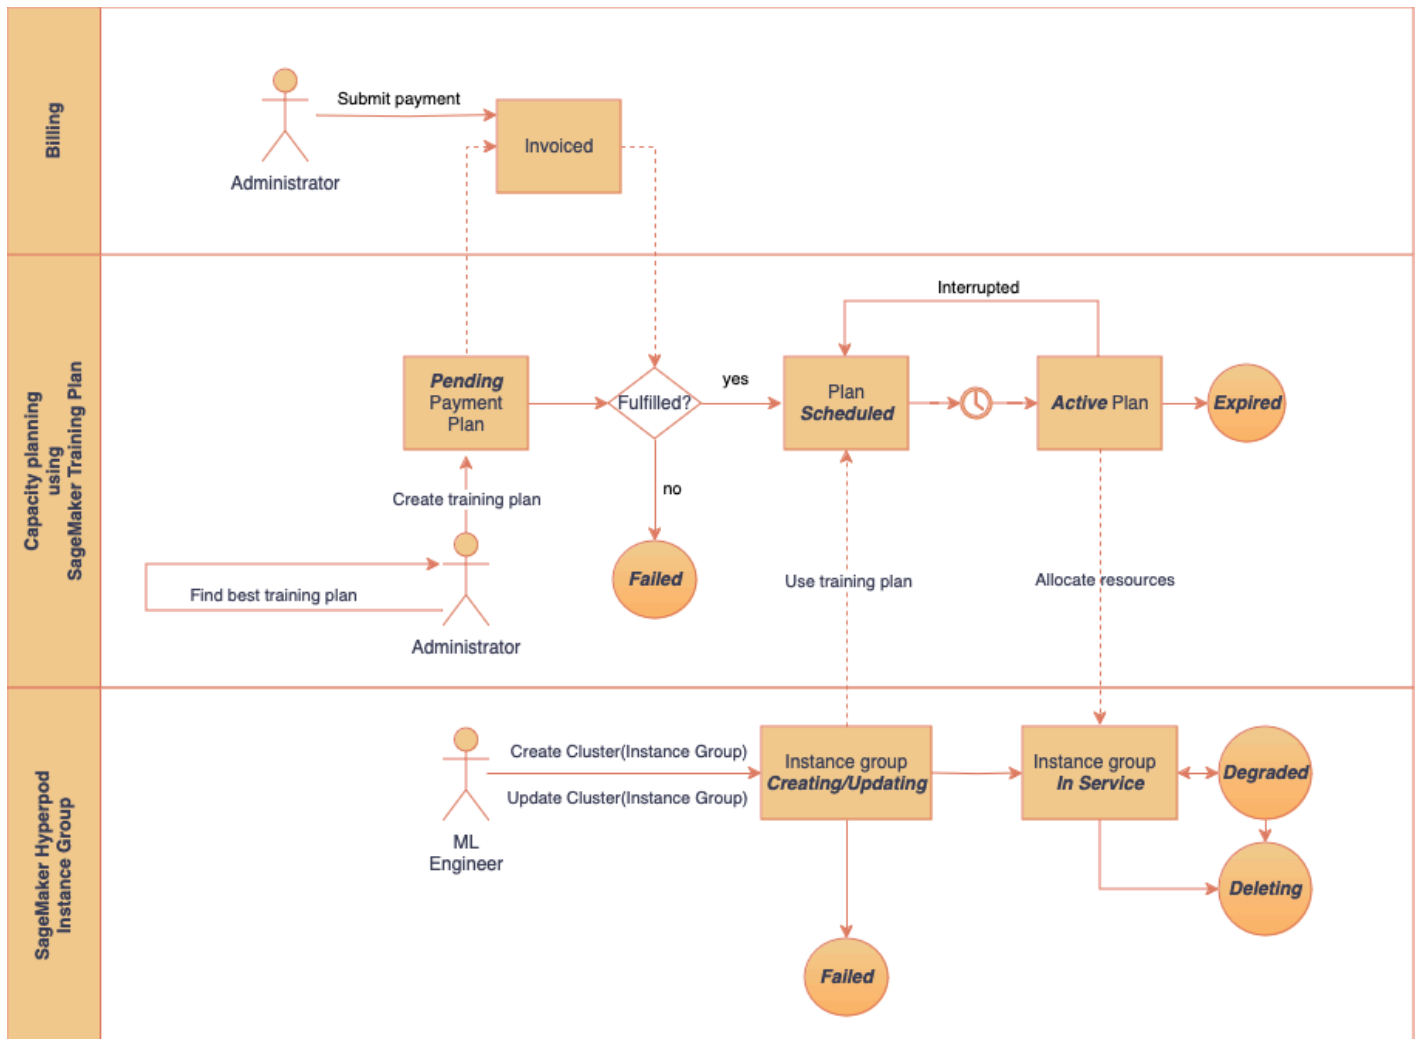 Billing
Submit payment
Administrator
Invoiced
Capacity planning
using
SageMaker Training Plan
Interrupted
Pending
Payment
Plan
Fulfilled?
yes
Plan
Scheduled
Active Plan
Expired
no
Create training plan
Failed
Find best training plan
Administrator
Use training plan
Allocate resources
SageMaker Hyperpod
Instance Group
ML
Engineer
Create Cluster(Instance Group)
Update Cluster(Instance Group)
Instance group
Creating/Updating
Instance group
In Service
Degraded
Deleting
Failed